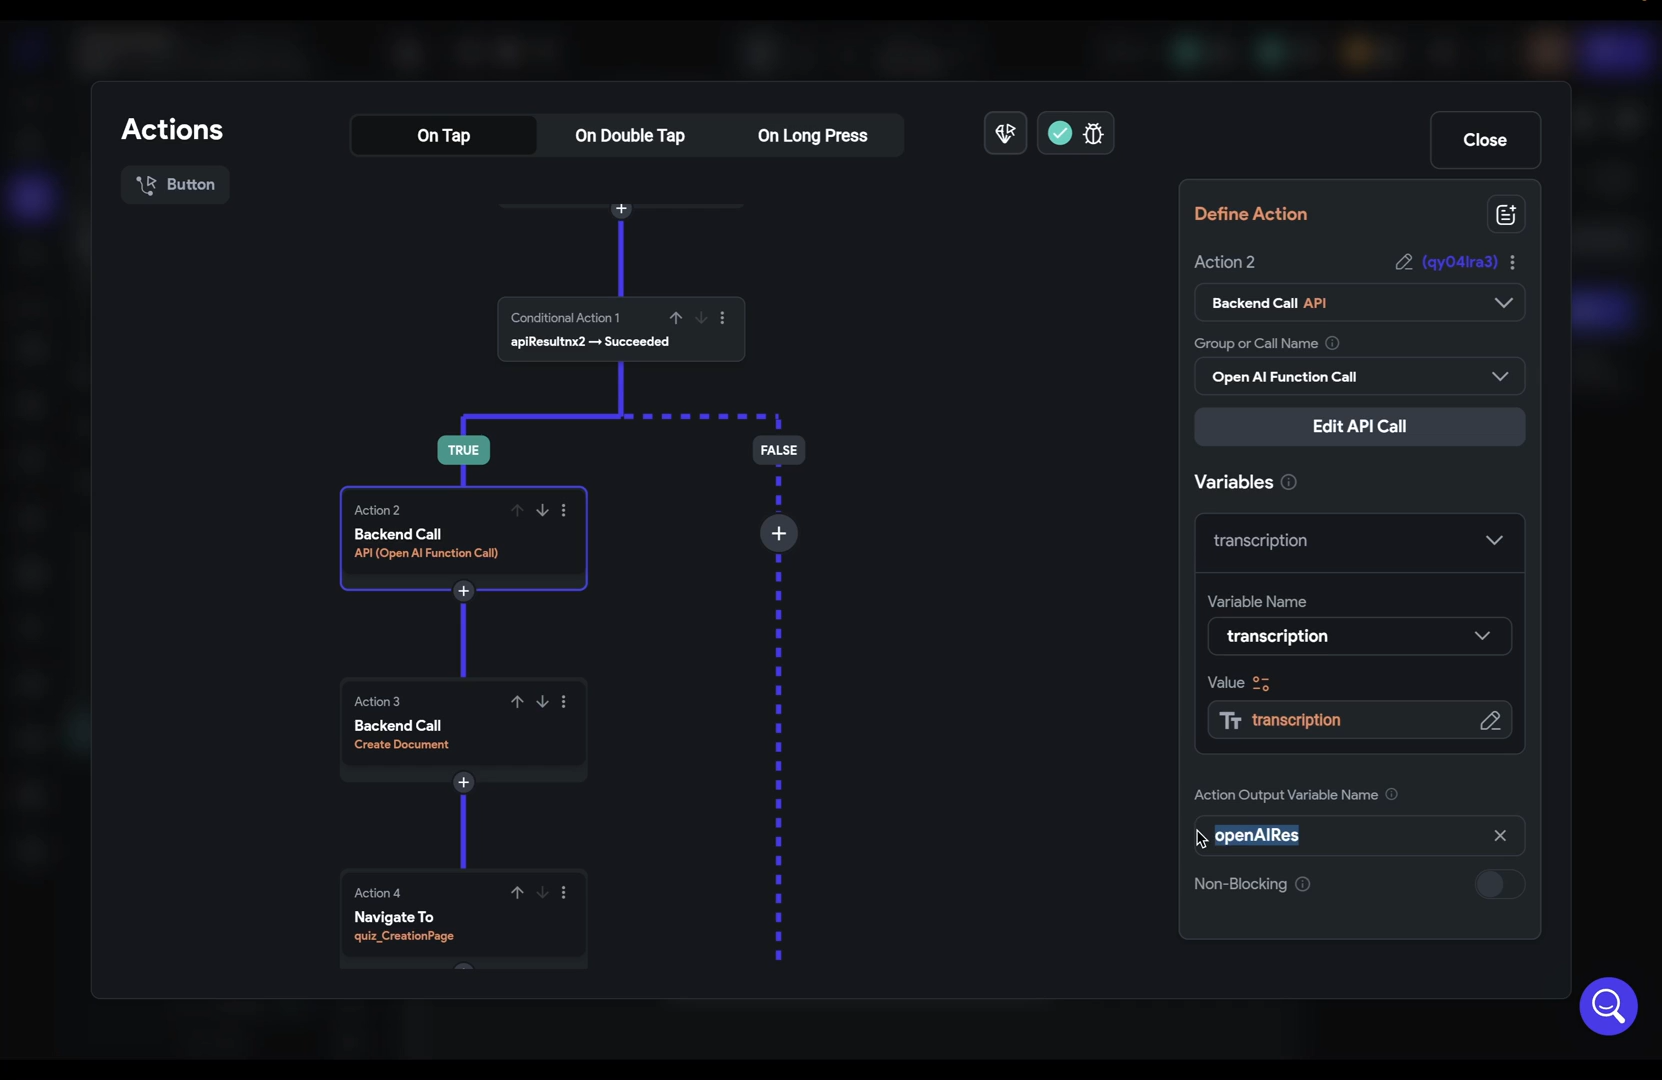 Actions
On Tap
On Double Tap
On Long Press
Close
Button
Conditional Action 1
apiResultnx2 → Succeeded
TRUE
FALSE
Action 2
Backend Call
API (Open AI Function Call)
Action 3
Backend Call
Create Document
Action 4
Navigate To
quiz_CreationPage
Define Action
Action 2
(qy04lra3)
Backend Call API
Group or Call Name
Open AI Function Call
Edit API Call
Variables
transcription
Variable Name
transcription
Value
TT transcription
Action Output Variable Name
openAIRes
Non-Blocking